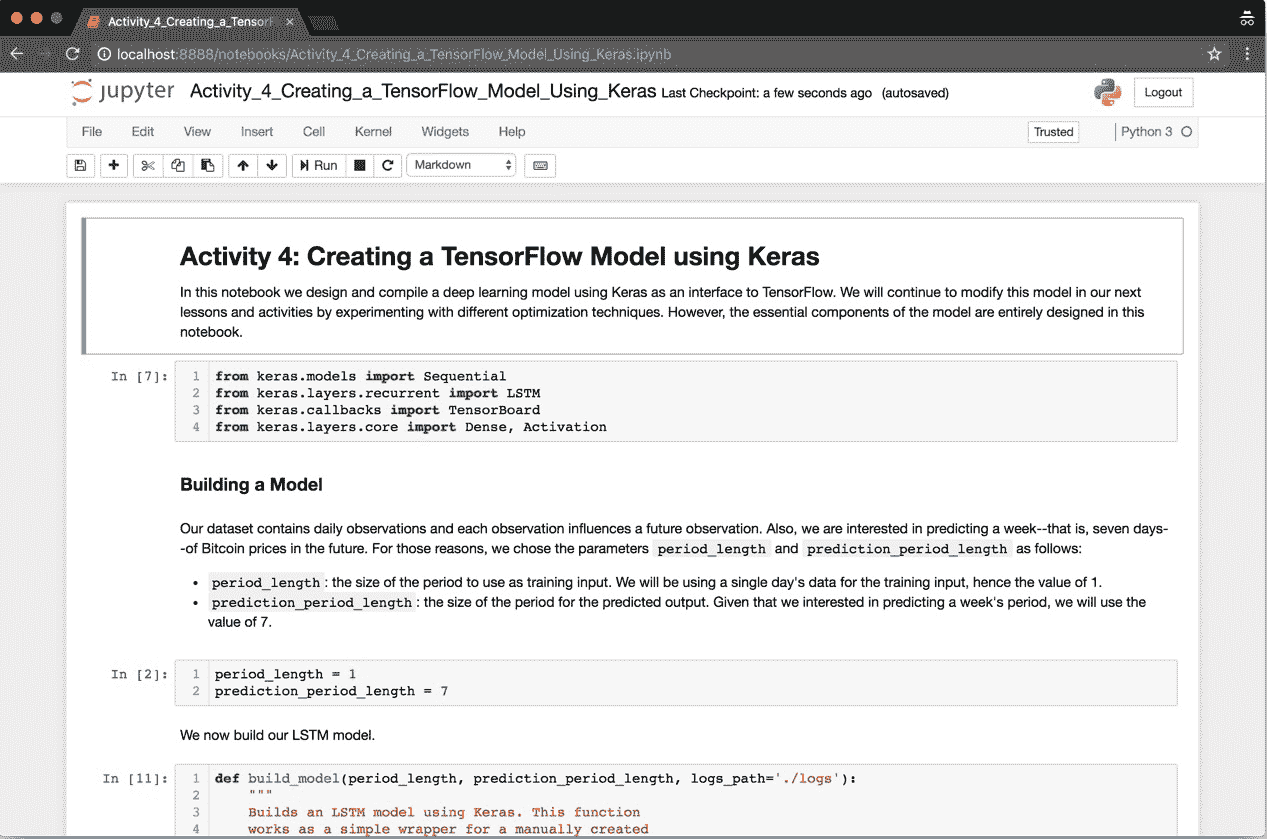 Activity_4_Creating_a_Tensorf
localhost:8888/notebooks/Activity_4_Creating_a_TensorFlow_Model_Using_Keras.ipynb
jupyter Activity_4_Creating_a_TensorFlow_Model_Using_Keras Last Checkpoint: a few seconds ago (autosaved) Logout
File Edit View Insert Cell Kernel Widgets Help Trusted Python 3
Run Markdown
Activity 4: Creating a TensorFlow Model using Keras
In this notebook we design and compile a deep learning model using Keras as an interface to TensorFlow. We will continue to modify this model in our next
lessons and activities by experimenting with different optimization techniques. However, the essential components of the model are entirely designed in this
notebook.
In [7]: 1 from keras.models import Sequential
2 from keras.layers.recurrent import LSTM
3 from keras.callbacks import TensorBoard
4 from keras.layers.core import Dense, Activation
Building a Model
Our dataset contains daily observations and each observation influences a future observation. Also, we are interested in predicting a week--that is, seven days-
-of Bitcoin prices in the future. For those reasons, we chose the parameters period_length and prediction_period_length as follows:
• period_length : the size of the period to use as training input. We will be using a single day's data for the training input, hence the value of 1.
• prediction_period_length : the size of the period for the predicted output. Given that we interested in predicting a week's period, we will use the
value of 7.
In [2]: 1 period_length = 1
2 prediction_period_length = 7
We now build our LSTM model.
In [11]: 1 def build_model(period_length, prediction_period_length, logs_path='./logs'):
2 """
3 Builds an LSTM model using Keras. This function
4 works as a simple wrapper for a manually created